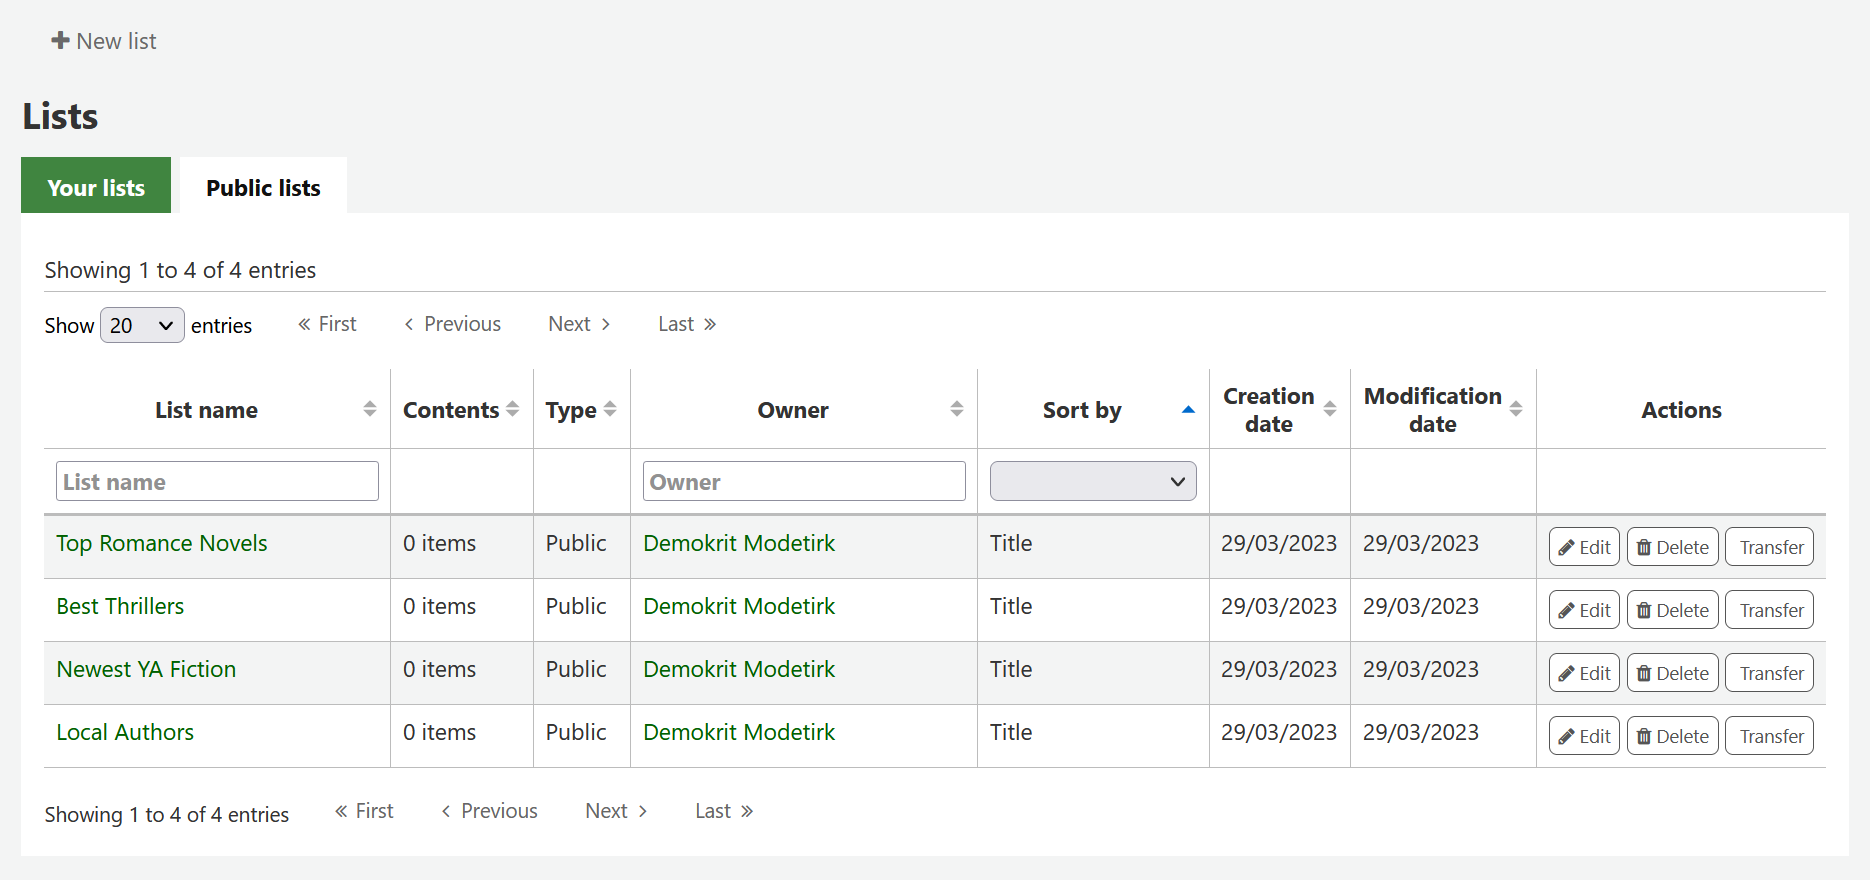 New list
Lists
Your lists Public lists
Showing 1 to 4 of 4 entries
Show 20 entries First Previous Next Last
List name Contents Type Owner Sort by Creation date Modification date Actions
List name Owner
Top Romance Novels 0 items Public Demokrit Modetirk Title 29/03/2023 29/03/2023 Edit Delete Transfer
Best Thrillers 0 items Public Demokrit Modetirk Title 29/03/2023 29/03/2023 Edit Delete Transfer
Newest YA Fiction 0 items Public Demokrit Modetirk Title 29/03/2023 29/03/2023 Edit Delete Transfer
Local Authors 0 items Public Demokrit Modetirk Title 29/03/2023 29/03/2023 Edit Delete Transfer
Showing 1 to 4 of 4 entries First Previous Next Last